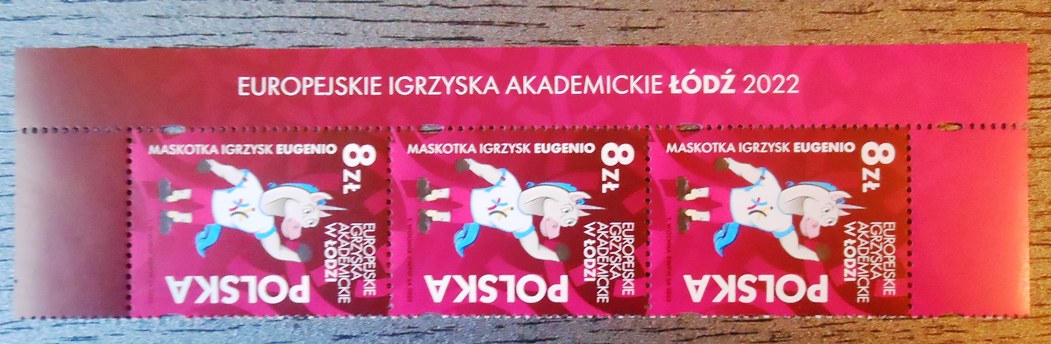 EUROPEJSKIE IGRZYSKA AKADEMICKIE ŁÓDŹ 2022
MASKOTKA IGRZYSK EUGENIO
8 ZŁ
EUROPEJSKIE
IGRZYSKA
AKADEMICKIE
W ŁODZI
POLSKA
MASKOTKA IGRZYSK EUGENIO
8 ZŁ
EUROPEJSKIE
IGRZYSKA
AKADEMICKIE
W ŁODZI
POLSKA
MASKOTKA IGRZYSK EUGENIO
8 ZŁ
EUROPEJSKIE
IGRZYSKA
AKADEMICKIE
W ŁODZI
POLSKA